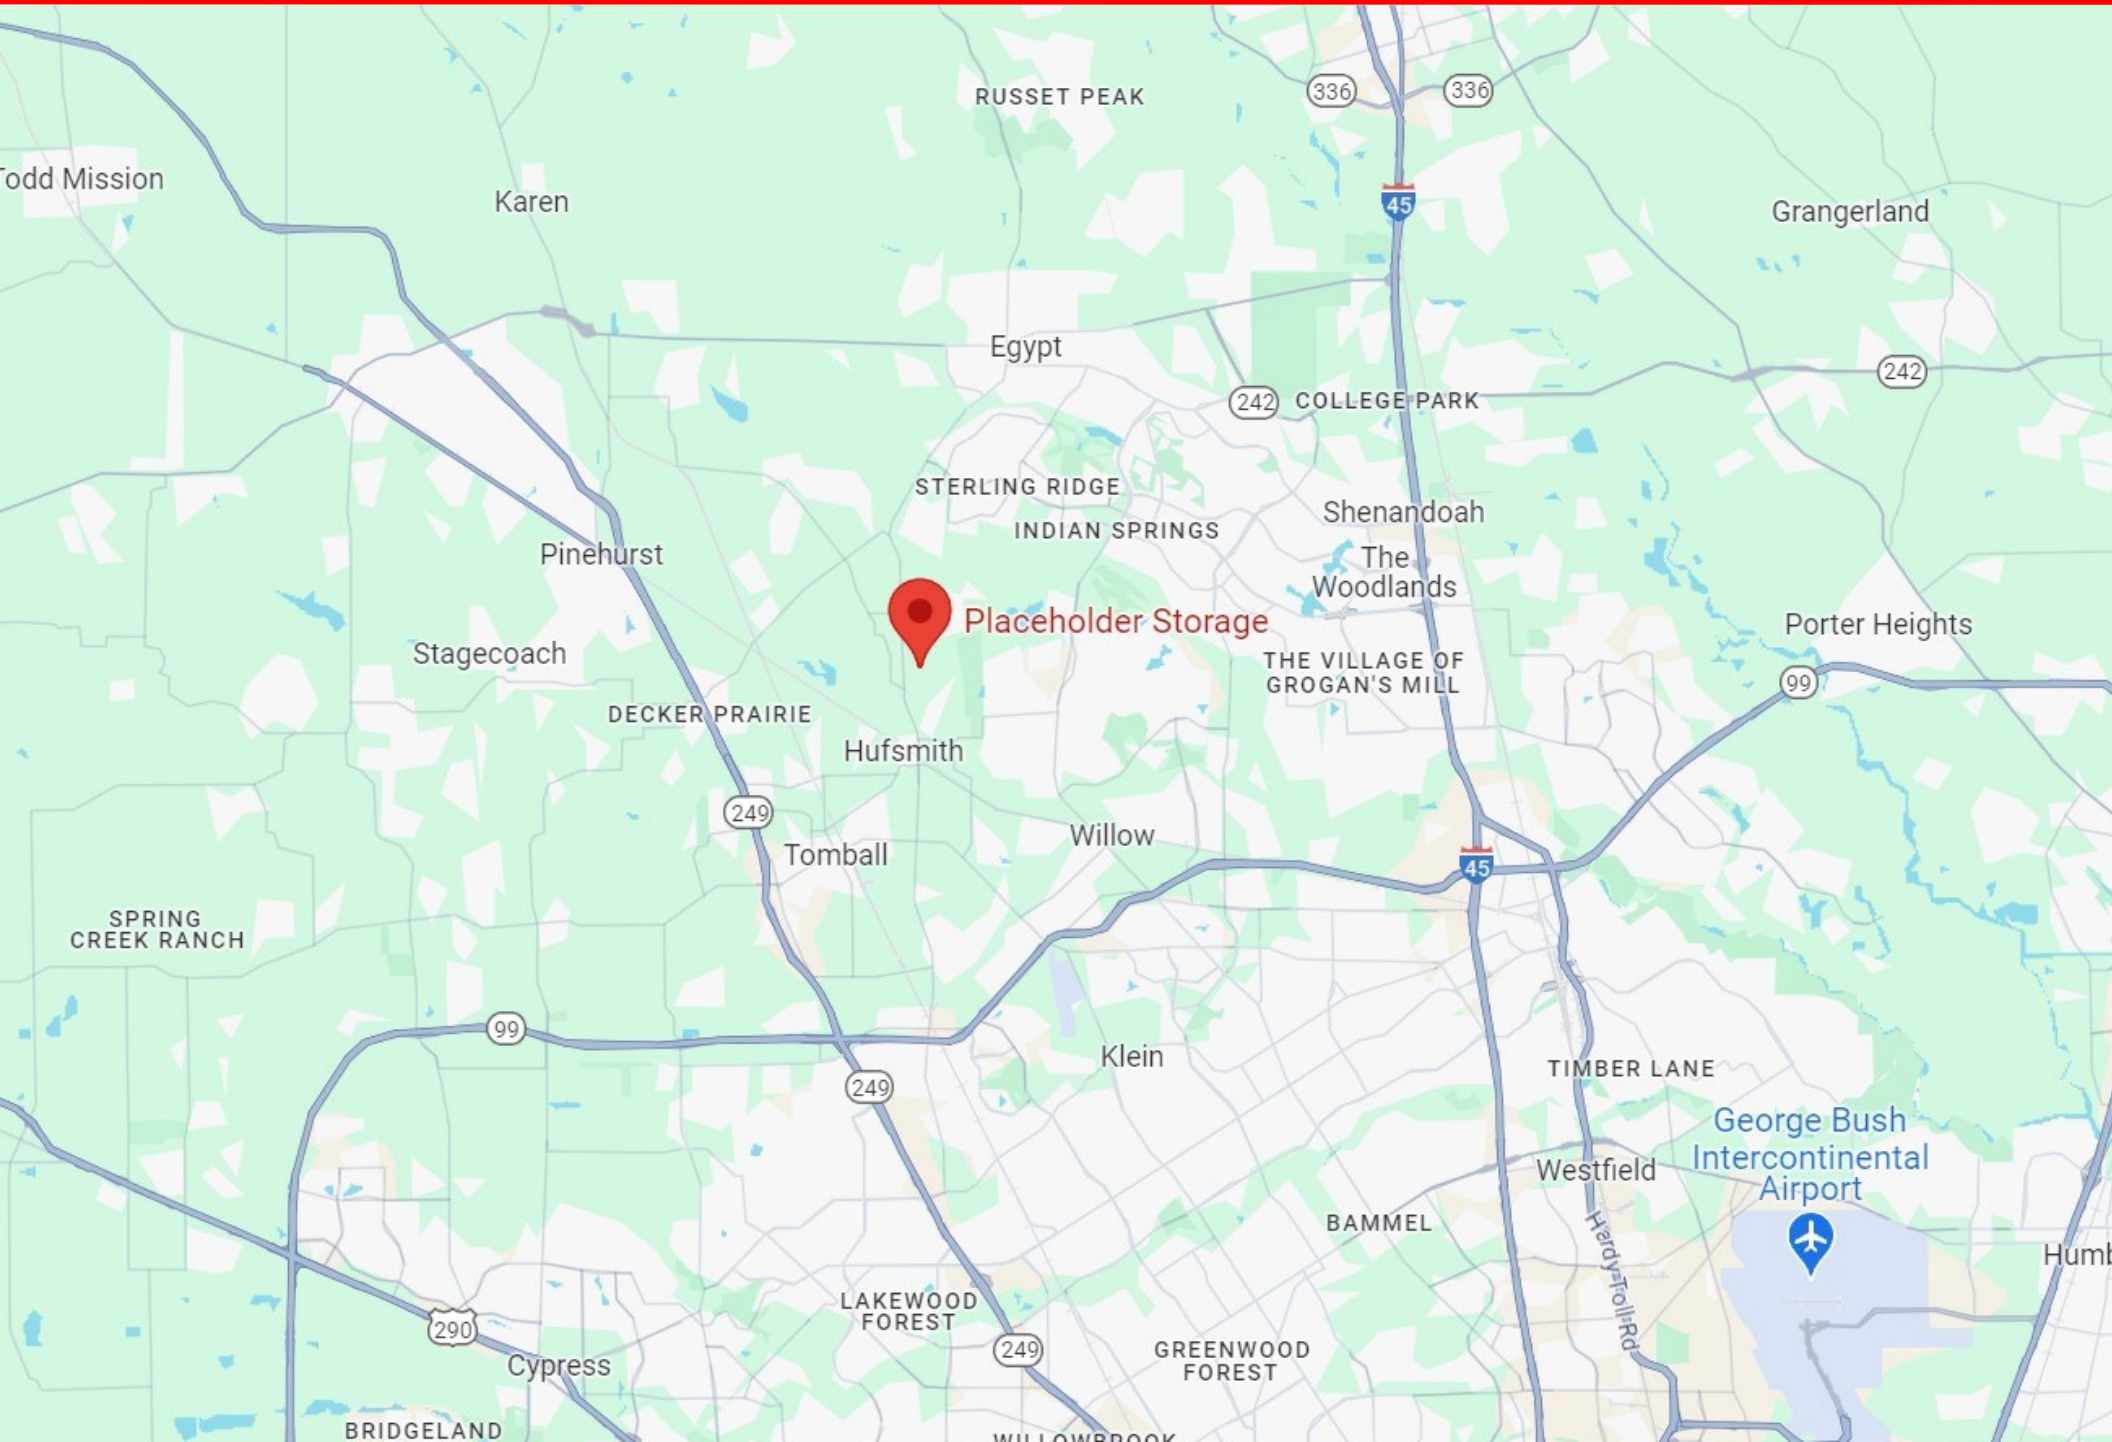 RUSSET PEAK
336
336
Todd Mission
Karen
45
Grangerland
Egypt
242
242
COLLEGE PARK
STERLING RIDGE
INDIAN SPRINGS
Shenandoah
The
Woodlands
Pinehurst
Placeholder Storage
Porter Heights
Stagecoach
THE VILLAGE OF
GROGAN'S MILL
99
DECKER PRAIRIE
Hufsmith
249
Willow
Tomball
45
SPRING
CREEK RANCH
99
Klein
TIMBER LANE
249
George Bush
Intercontinental
Airport
Westfield
BAMMEL
Hardy Toll Rd
Humb
LAKEWOOD
FOREST
290
249
GREENWOOD
FOREST
Cypress
BRIDGELAND
WILLOWBROOK